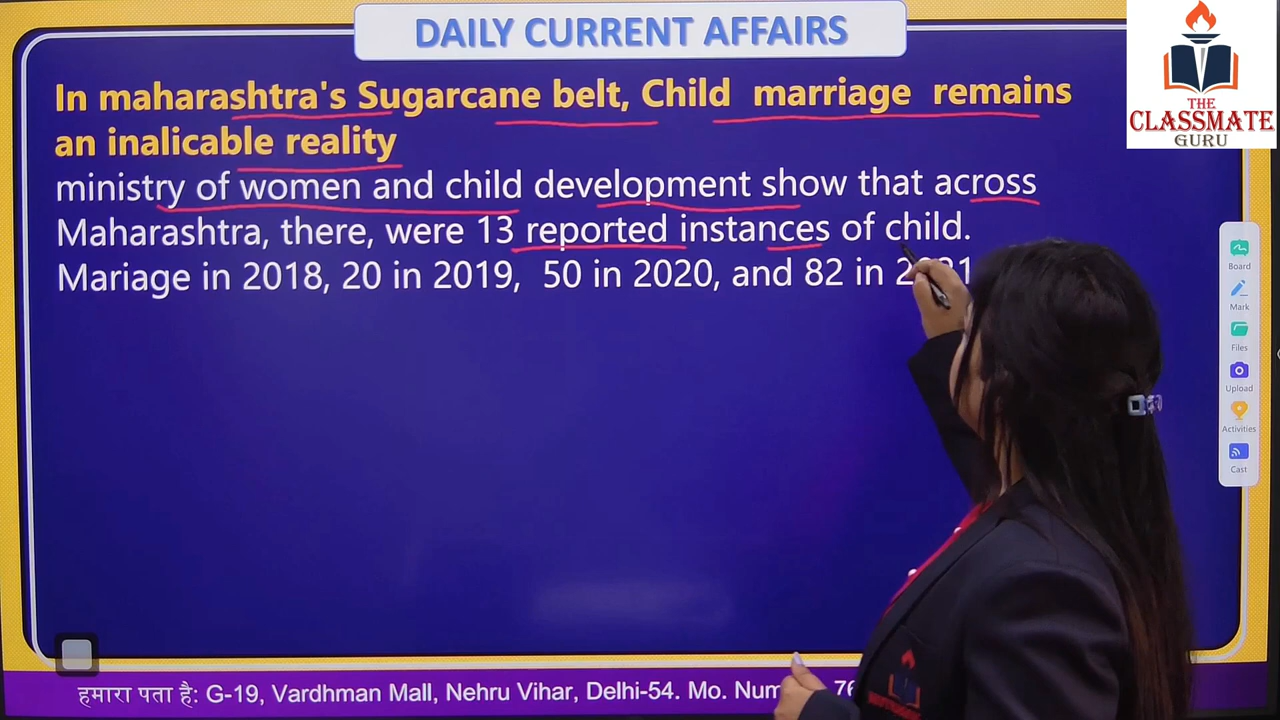 DAILY CURRENT AFFAIRS
THE
CLASSMATE
GURU
In maharashtra's Sugarcane belt, Child marriage remains
an inalicable reality
ministry of women and child development show that across
Maharashtra, there, were 13 reported instances of child.
Mariage in 2018, 20 in 2019, 50 in 2020, and 82 in 2021
Board
Mark
Files
Upload
Activities
Cast
हमारा पता है: G-19, Vardhman Mall, Nehru Vihar, Delhi-54. Mo.